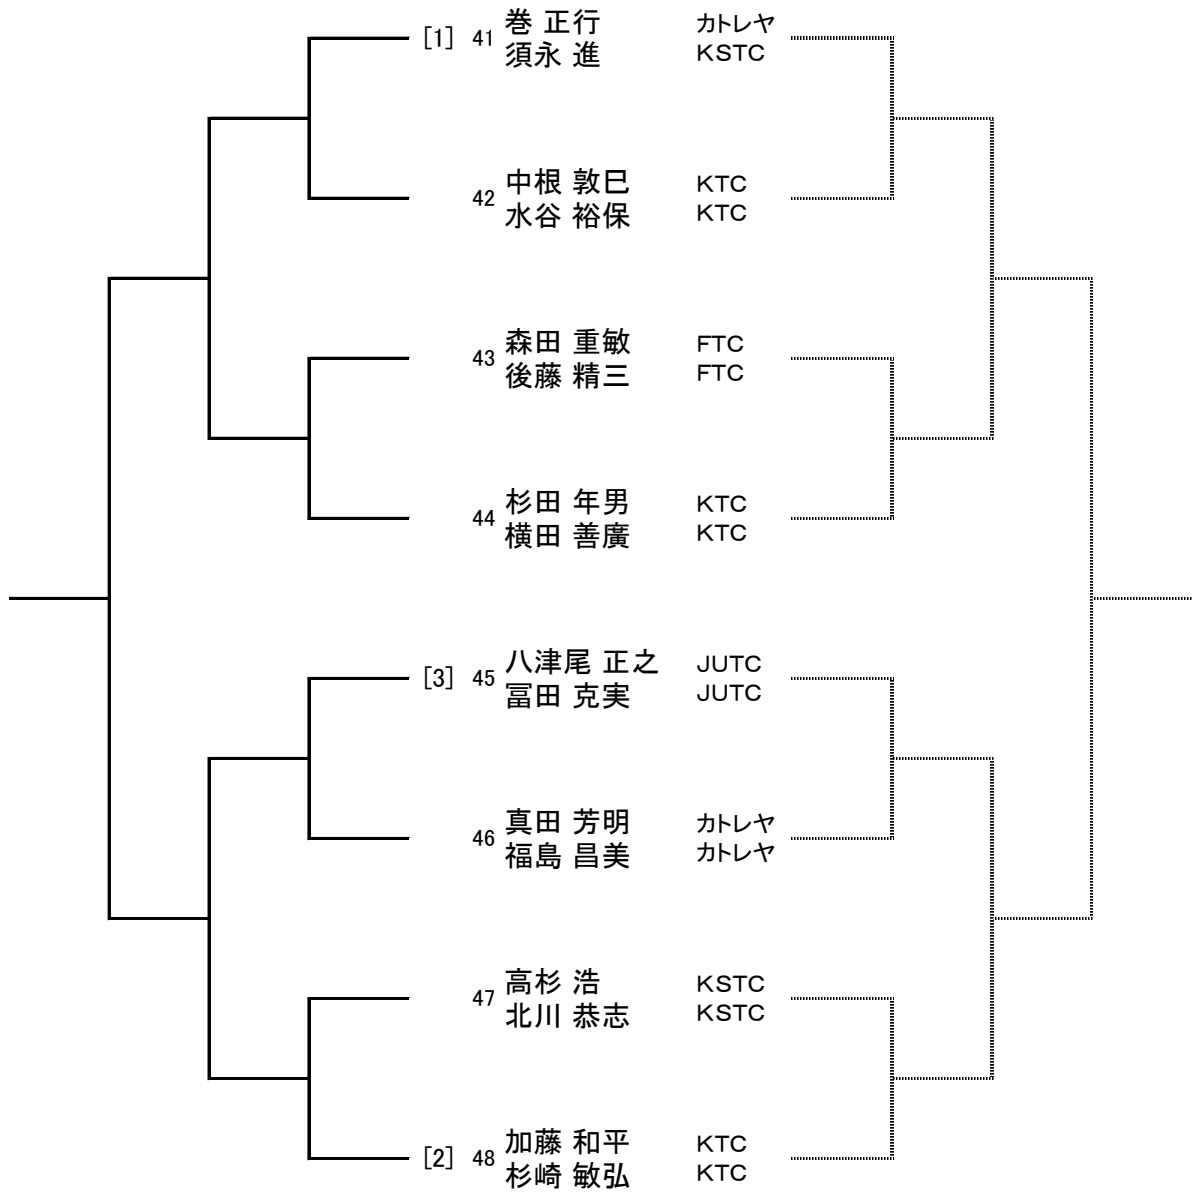 [1] 41 巻 正行 カトレヤ
須永 進 KSTC
42 中根 敦巳 KTC
水谷 裕保 KTC
43 森田 重敏 FTC
後藤 精三 FTC
44 杉田 年男 KTC
横田 善廣 KTC
[3] 45 八津尾 正之 JUTC
冨田 克実 JUTC
46 真田 芳明 カトレヤ
福島 昌美 カトレヤ
47 高杉 浩 KSTC
北川 恭志 KSTC
[2] 48 加藤 和平 KTC
杉崎 敏弘 KTC